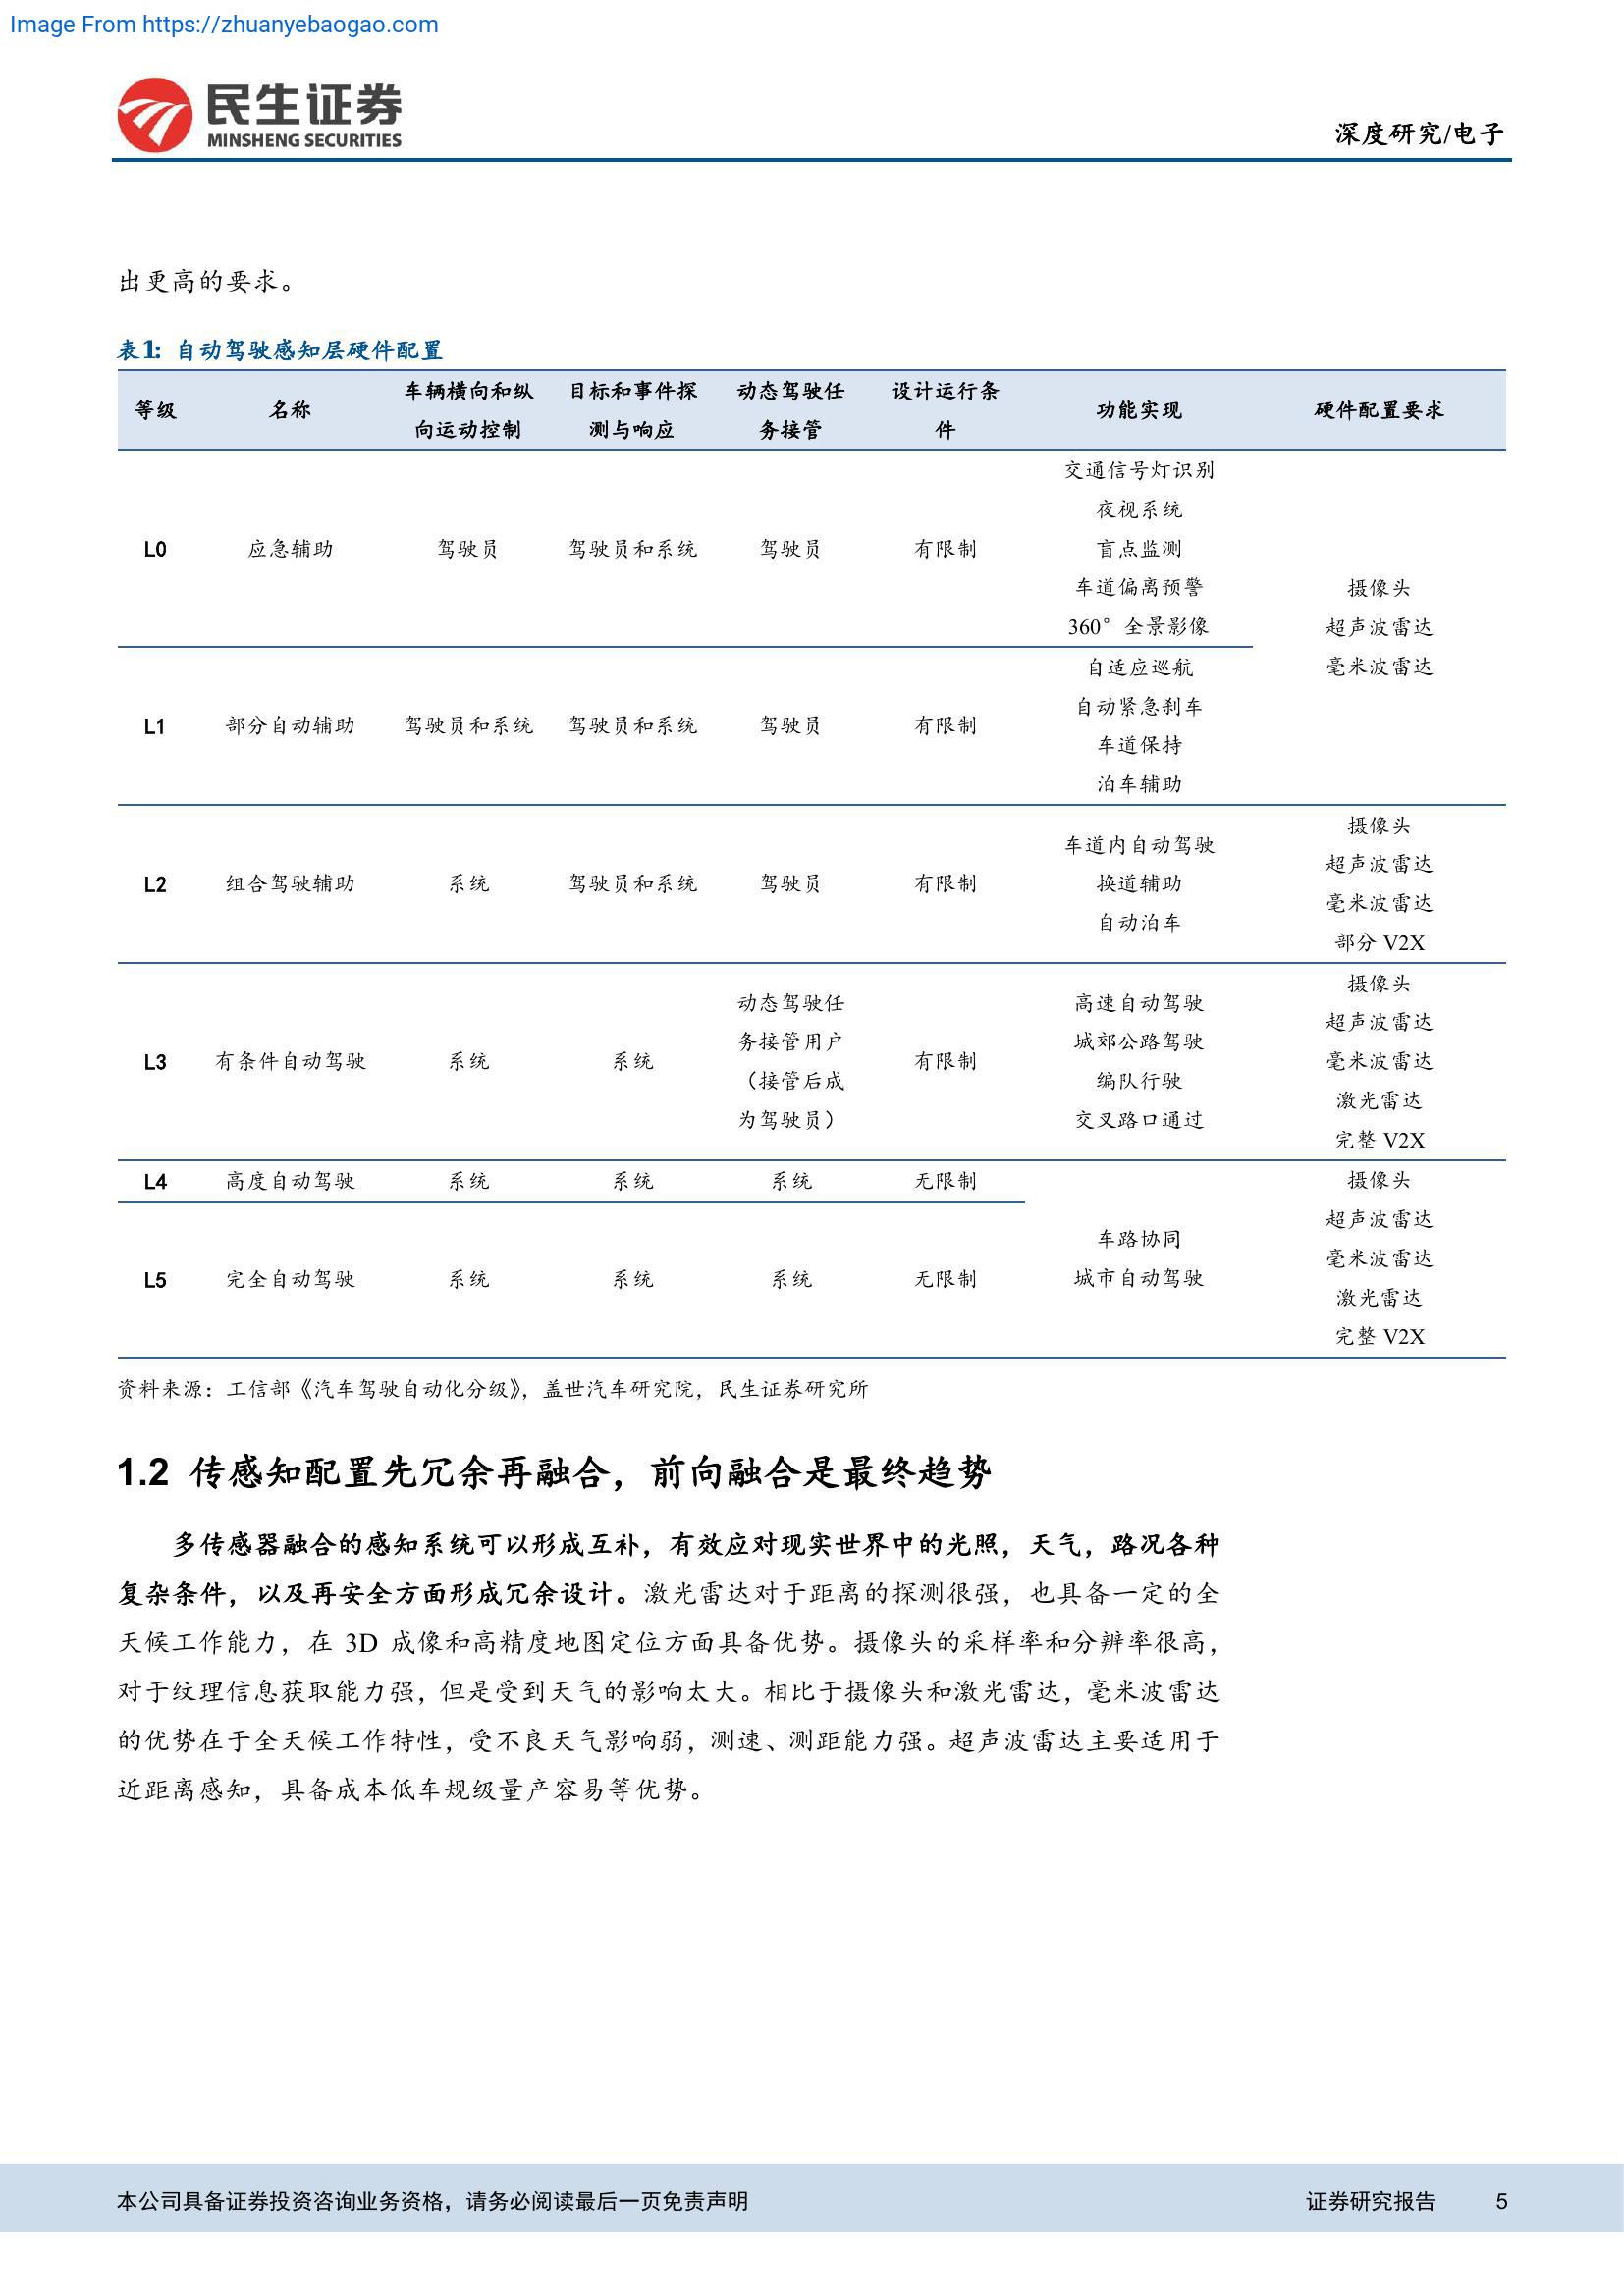 Image From https://zhuanyebaogao.com
民生证券
MINSHENG SECURITIES
深度研究/电子
出更高的要求。
表1: 自动驾驶感知层硬件配置
等级 名称 车辆横向和纵向运动控制 目标和事件探测与响应 动态驾驶任务接管 设计运行条件 功能实现 硬件配置要求
L0 应急辅助 驾驶员 驾驶员和系统 驾驶员 有限制
交通信号灯识别
夜视系统
盲点监测
车道偏离预警
360°全景影像
摄像头
超声波雷达
毫米波雷达
L1 部分自动辅助 驾驶员和系统 驾驶员和系统 驾驶员 有限制
自适应巡航
自动紧急刹车
车道保持
泊车辅助
L2 组合驾驶辅助 系统 驾驶员和系统 驾驶员 有限制
车道内自动驾驶
换道辅助
自动泊车
摄像头
超声波雷达
毫米波雷达
部分 V2X
L3 有条件自动驾驶 系统 系统
动态驾驶任
务接管用户
（接管后成
为驾驶员）
有限制
高速自动驾驶
城郊公路驾驶
编队行驶
交叉路口通过
摄像头
超声波雷达
毫米波雷达
激光雷达
完整 V2X
L4 高度自动驾驶 系统 系统 系统 无限制
L5 完全自动驾驶 系统 系统 系统 无限制
车路协同
城市自动驾驶
摄像头
超声波雷达
毫米波雷达
激光雷达
完整 V2X
资料来源：工信部《汽车驾驶自动化分级》，盖世汽车研究院，民生证券研究所
1.2 传感知配置先冗余再融合，前向融合是最终趋势
多传感器融合的感知系统可以形成互补，有效应对现实世界中的光照，天气，路况各种
复杂条件，以及再安全方面形成冗余设计。激光雷达对于距离的探测很强，也具备一定的全
天候工作能力，在 3D 成像和高精度地图定位方面具备优势。摄像头的采样率和分辨率很高，
对于纹理信息获取能力强，但是受到天气的影响太大。相比于摄像头和激光雷达，毫米波雷达
的优势在于全天候工作特性，受不良天气影响弱，测速、测距能力强。超声波雷达主要适用于
近距离感知，具备成本低车规级量产容易等优势。
本公司具备证券投资咨询业务资格，请务必阅读最后一页免责声明
证券研究报告 5